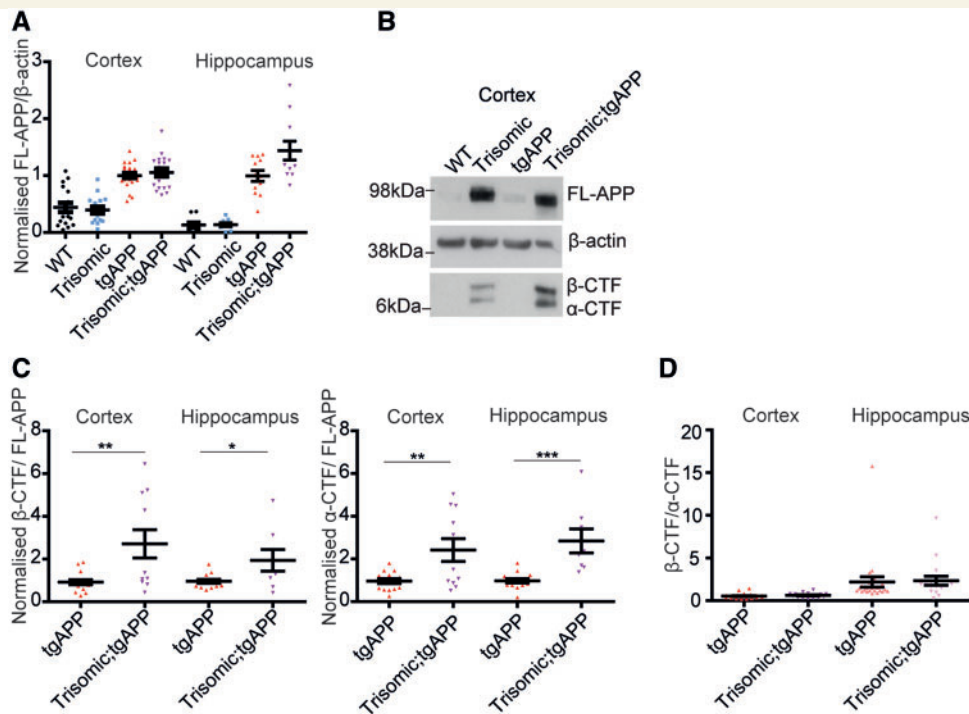 A
Normalised FL-APP/β-actin
3
2
1
0
Cortex
Hippocampus
WT
Trisomic
tgAPP
Trisomic;tgAPP
WT
Trisomic
tgAPP
Trisomic;tgAPP
B
Cortex
WT
Trisomic
tgAPP
Trisomic;tgAPP
98kDa
FL-APP
38kDa
β-actin
6kDa
β-CTF
α-CTF
C
Normalised β-CTF/ FL-APP
8
6
4
2
0
Cortex
Hippocampus
**
*
tgAPP
Trisomic;tgAPP
tgAPP
Trisomic;tgAPP
Normalised α-CTF/ FL-APP
8
6
4
2
0
Cortex
Hippocampus
**
***
tgAPP
Trisomic;tgAPP
tgAPP
Trisomic;tgAPP
D
β-CTF/α-CTF
20
15
10
5
0
Cortex
Hippocampus
tgAPP
Trisomic;tgAPP
tgAPP
Trisomic;tgAPP